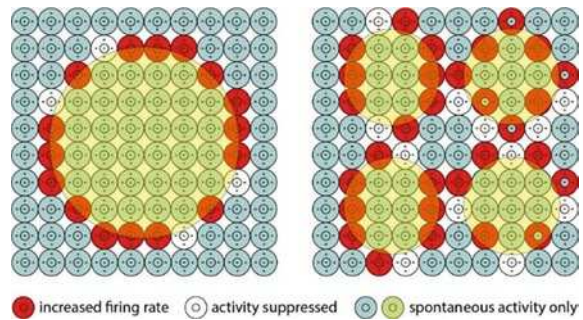 increased firing rate activity suppressed spontaneous activity only